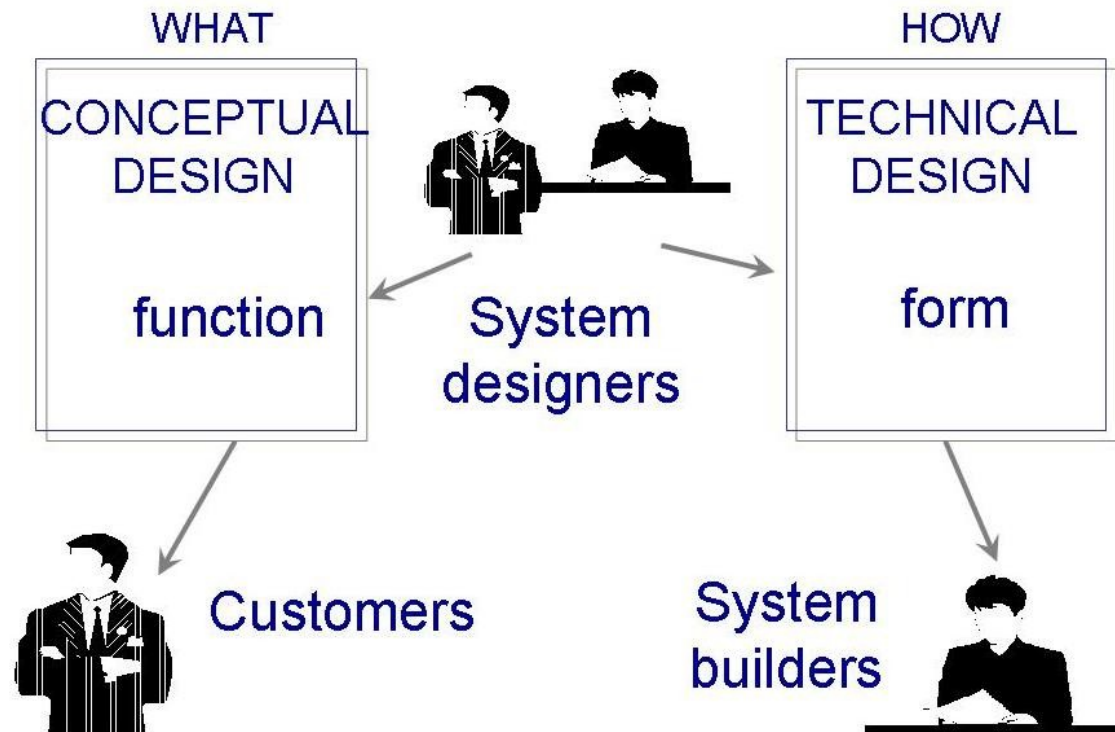 WHAT
CONCEPTUAL
DESIGN
function
System
designers
HOW
TECHNICAL
DESIGN
form
Customers
System
builders